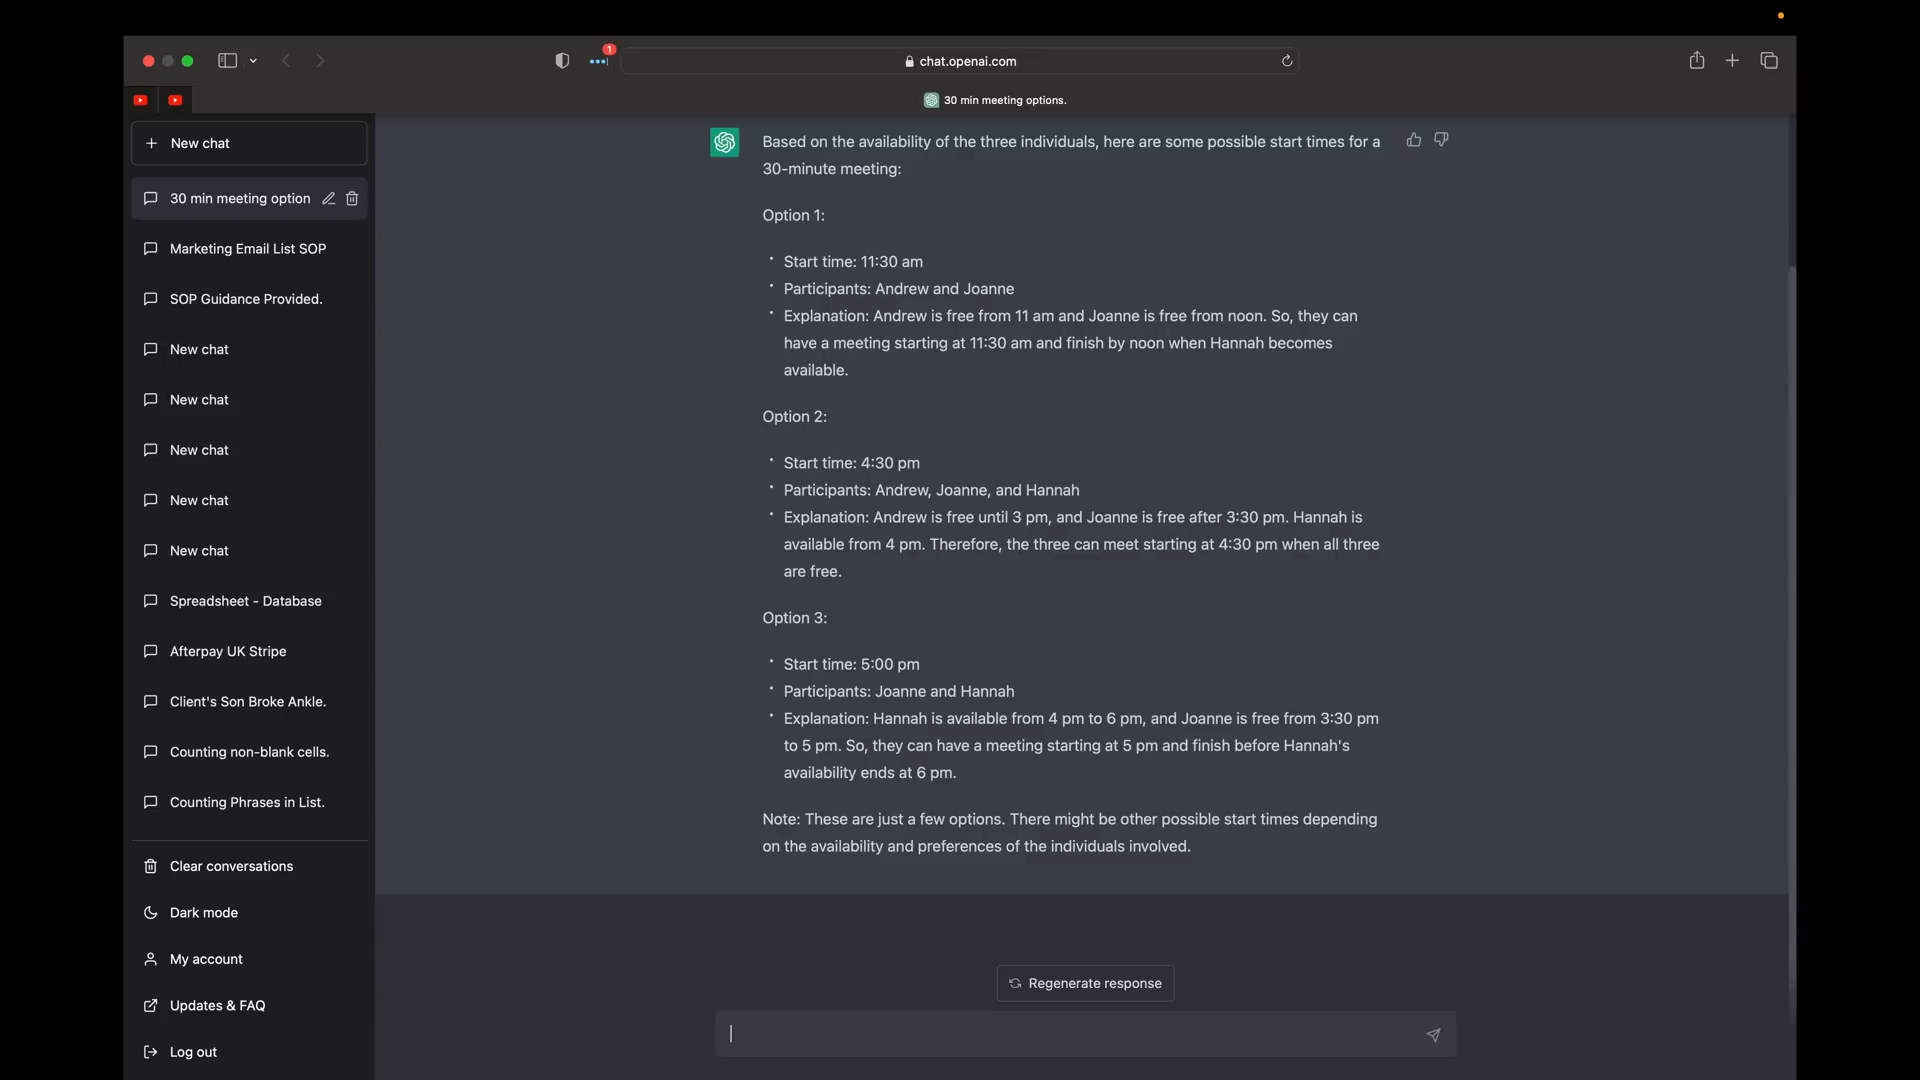 1
chat.openai.com
30 min meeting options.
New chat
30 min meeting option
Marketing Email List SOP
SOP Guidance Provided.
New chat
New chat
New chat
New chat
New chat
Spreadsheet - Database
Afterpay UK Stripe
Client's Son Broke Ankle.
Counting non-blank cells.
Counting Phrases in List.
Clear conversations
Dark mode
My account
Updates & FAQ
Log out
Based on the availability of the three individuals, here are some possible start times for a
30-minute meeting:
Option 1:
• Start time: 11:30 am
• Participants: Andrew and Joanne
• Explanation: Andrew is free from 11 am and Joanne is free from noon. So, they can
have a meeting starting at 11:30 am and finish by noon when Hannah becomes
available.
Option 2:
• Start time: 4:30 pm
• Participants: Andrew, Joanne, and Hannah
• Explanation: Andrew is free until 3 pm, and Joanne is free after 3:30 pm. Hannah is
available from 4 pm. Therefore, the three can meet starting at 4:30 pm when all three
are free.
Option 3:
• Start time: 5:00 pm
• Participants: Joanne and Hannah
• Explanation: Hannah is available from 4 pm to 6 pm, and Joanne is free from 3:30 pm
to 5 pm. So, they can have a meeting starting at 5 pm and finish before Hannah's
availability ends at 6 pm.
Note: These are just a few options. There might be other possible start times depending
on the availability and preferences of the individuals involved.
Regenerate response